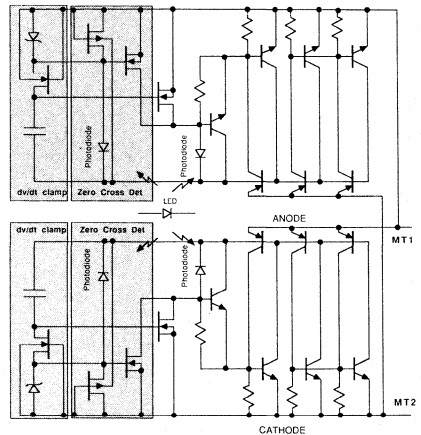 Photodiode
Photodiode
LED
dv/dt clamp
Zero Cross Det
ANODE
MT1
dv/dt clamp
Zero Cross Det
Photodiode
Photodiode
MT2
CATHODE